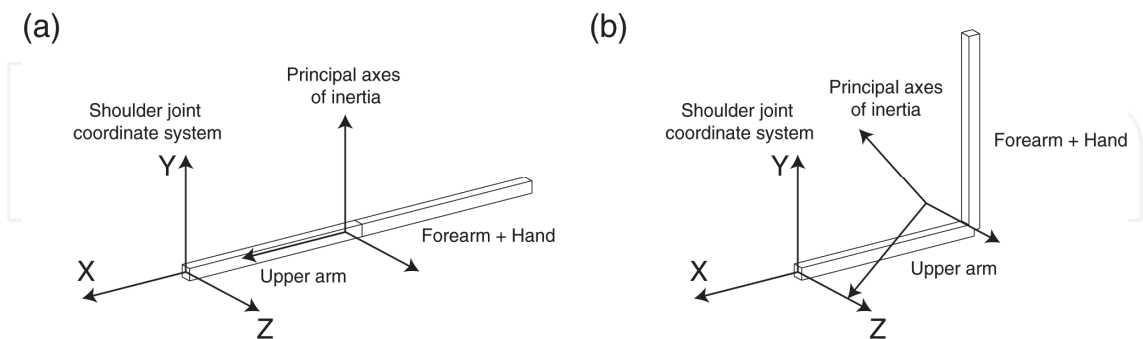 (a)
Principal axes
of inertia
Shoulder joint
coordinate system
Y
Forearm + Hand
X
Upper arm
Z
(b)
Principal axes
of inertia
Shoulder joint
coordinate system
Y
Forearm + Hand
X
Upper arm
Z